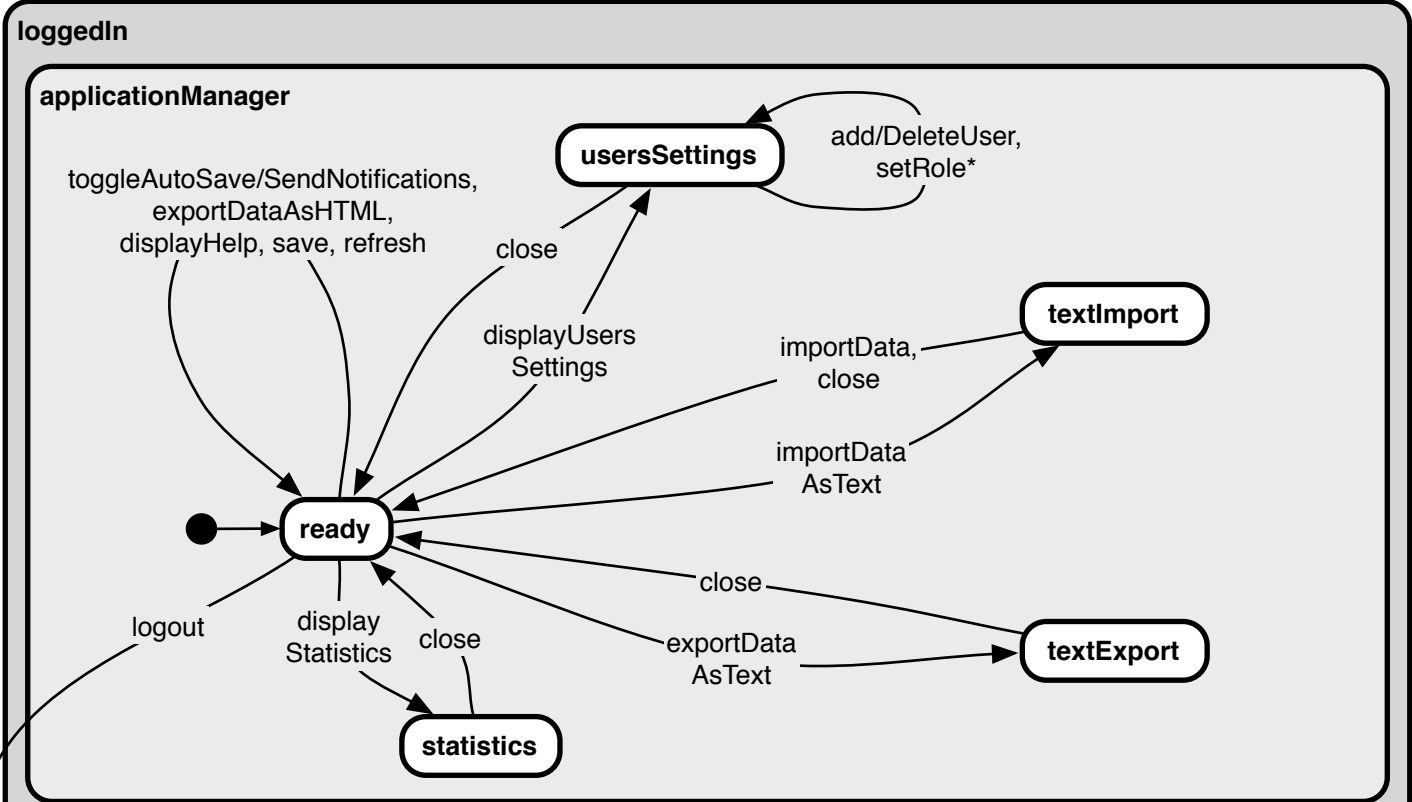 loggedIn
applicationManager
usersSettings
add/DeleteUser,
setRole*
toggleAutoSave/SendNotifications,
exportDataAsHTML,
displayHelp, save, refresh
close
displayUsers
Settings
textImport
importData,
close
importData
AsText
ready
close
logout
display
Statistics
close
exportData
AsText
textExport
statistics